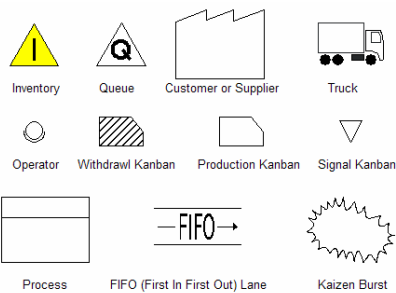 I
Q
Inventory
Queue
Customer or Supplier
Truck
Operator
Withdrawl Kanban
Production Kanban
Signal Kanban
FIFO
Process
FIFO (First In First Out) Lane
Kaizen Burst